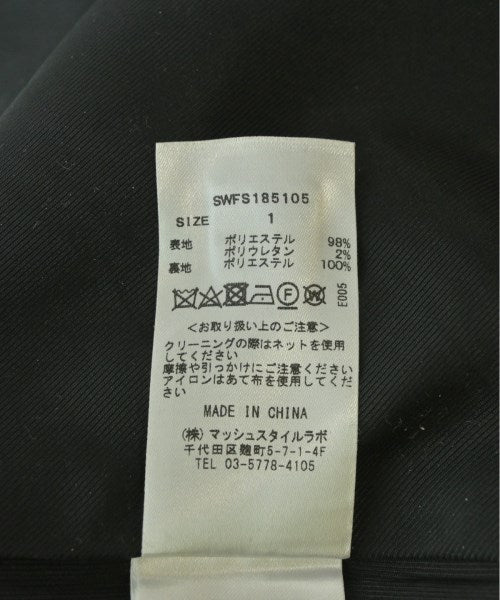 SWFS185105
SIZE 1
表地 ポリエステル 98%
ポリウレタン 2%
裏地 ポリエステル 100%
F W E005
<お取り扱い上のご注意>
クリーニングの際はネットを使用
してください
摩擦や引っかけにご注意ください
アイロンはあて布を使用してください
MADE IN CHINA
(株)マッシュスタイルラボ
千代田区麹町5-7-1-4F
TEL 03-5778-4105